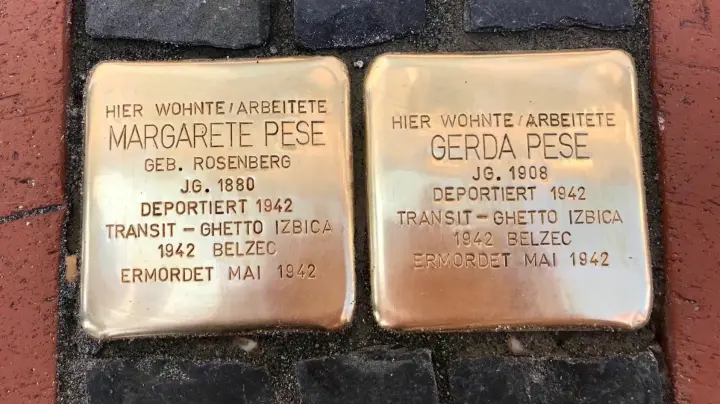 HIER WOHNTE/ARBEITETE
MARGARETE PESE
GEB. ROSENBERG
JG. 1880
DEPORTIERT 1942
TRANSIT-GHETTO IZBICA
1942 BELZEC
ERMORDET MAI 1942
HIER WOHNTE/ARBEITETE
GERDA PESE
JG. 1908
DEPORTIERT 1942
TRANSIT-GHETTO IZBICA
1942 BELZEC
ERMORDET MAI 1942